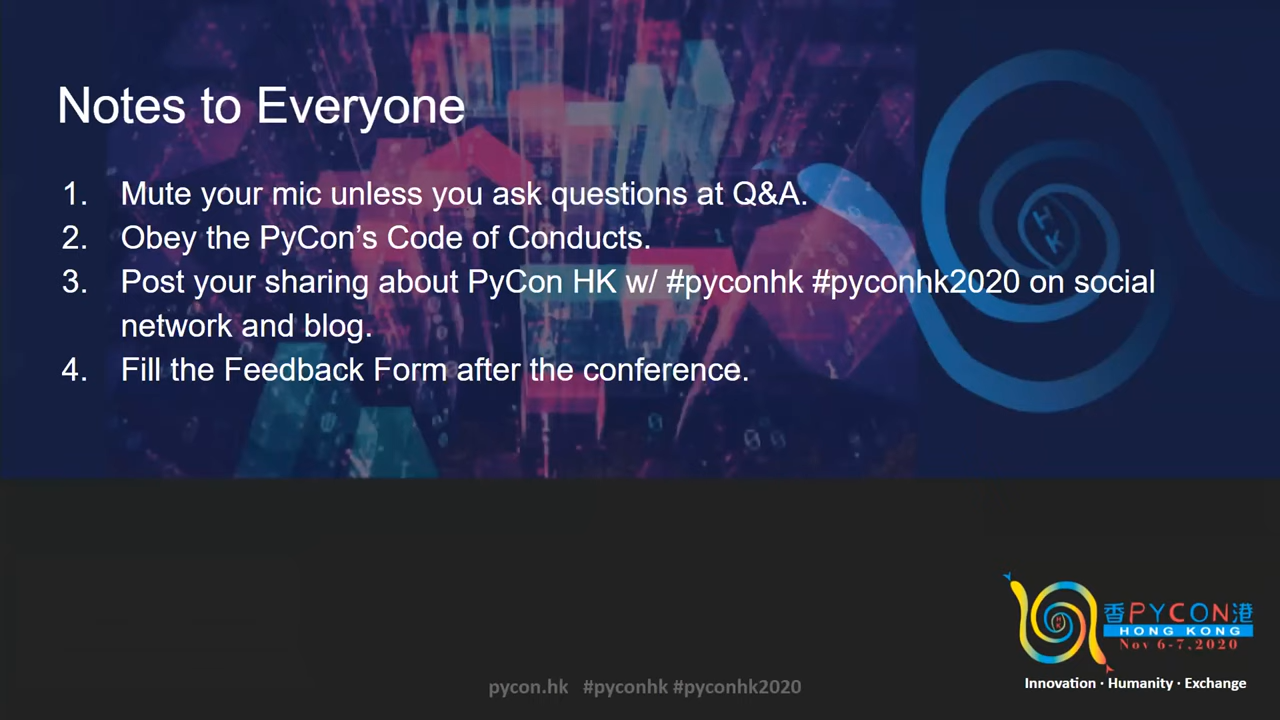 Notes to Everyone
1. Mute your mic unless you ask questions at Q&A.
2. Obey the PyCon’s Code of Conducts.
3. Post your sharing about PyCon HK w/ #pyconhk #pyconhk2020 on social
network and blog.
4. Fill the Feedback Form after the conference.
HK
香PYCON港
HONG KONG
Nov 6-7,2020
Innovation · Humanity · Exchange
pycon.hk #pyconhk #pyconhk2020